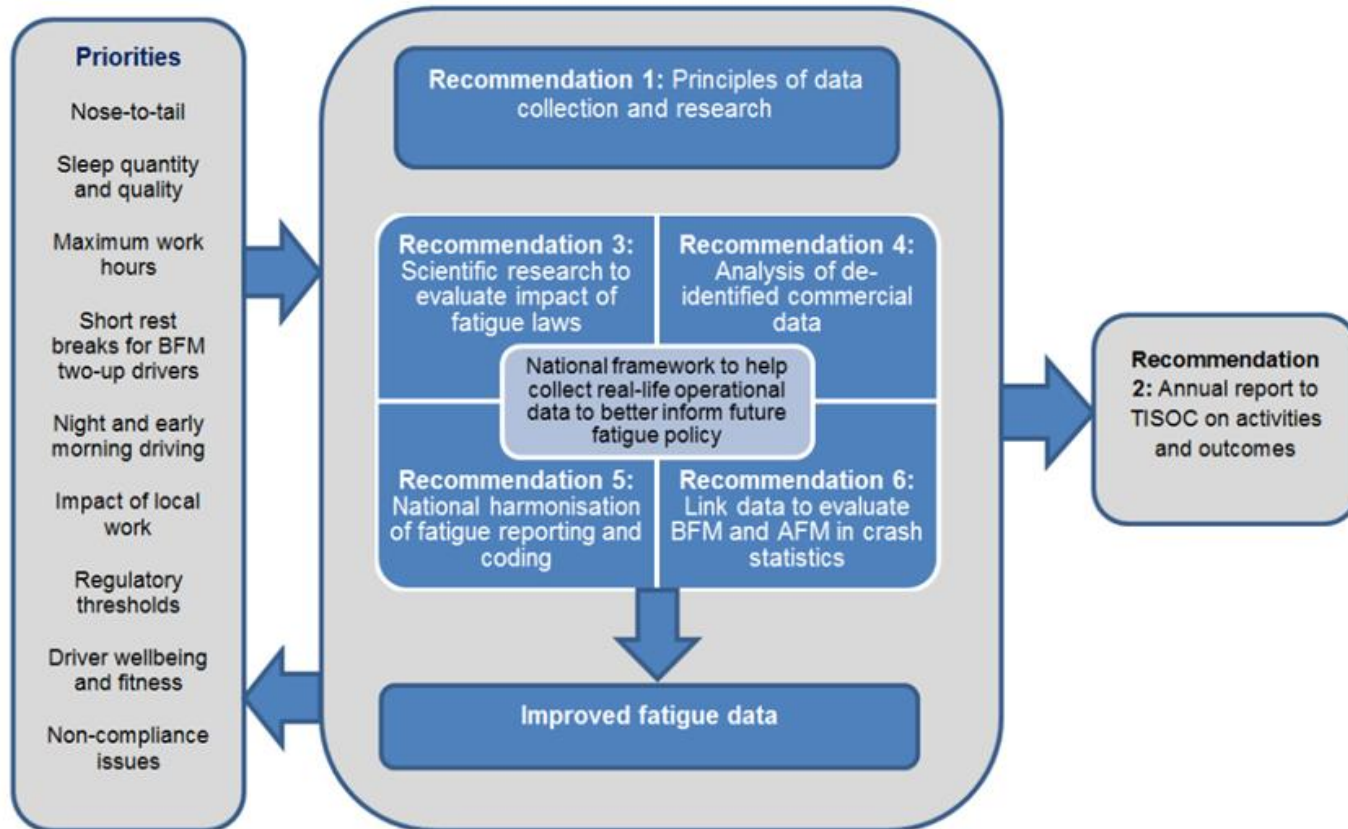 Priorities
Nose-to-tail
Sleep quantity
and quality
Maximum work
hours
Short rest
breaks for BFM
two-up drivers
Night and early
morning driving
Impact of local
work
Regulatory
thresholds
Driver wellbeing
and fitness
Non-compliance
issues
Recommendation 1: Principles of data
collection and research
Recommendation 3:
Scientific research to
evaluate impact of
fatigue laws
Recommendation 4:
Analysis of de-
identified commercial
data
National framework to help
collect real-life operational
data to better inform future
fatigue policy
Recommendation 5:
National harmonisation
of fatigue reporting and
coding
Recommendation 6:
Link data to evaluate
BFM and AFM in crash
statistics
Improved fatigue data
Recommendation
2: Annual report to
TISOC on activities
and outcomes